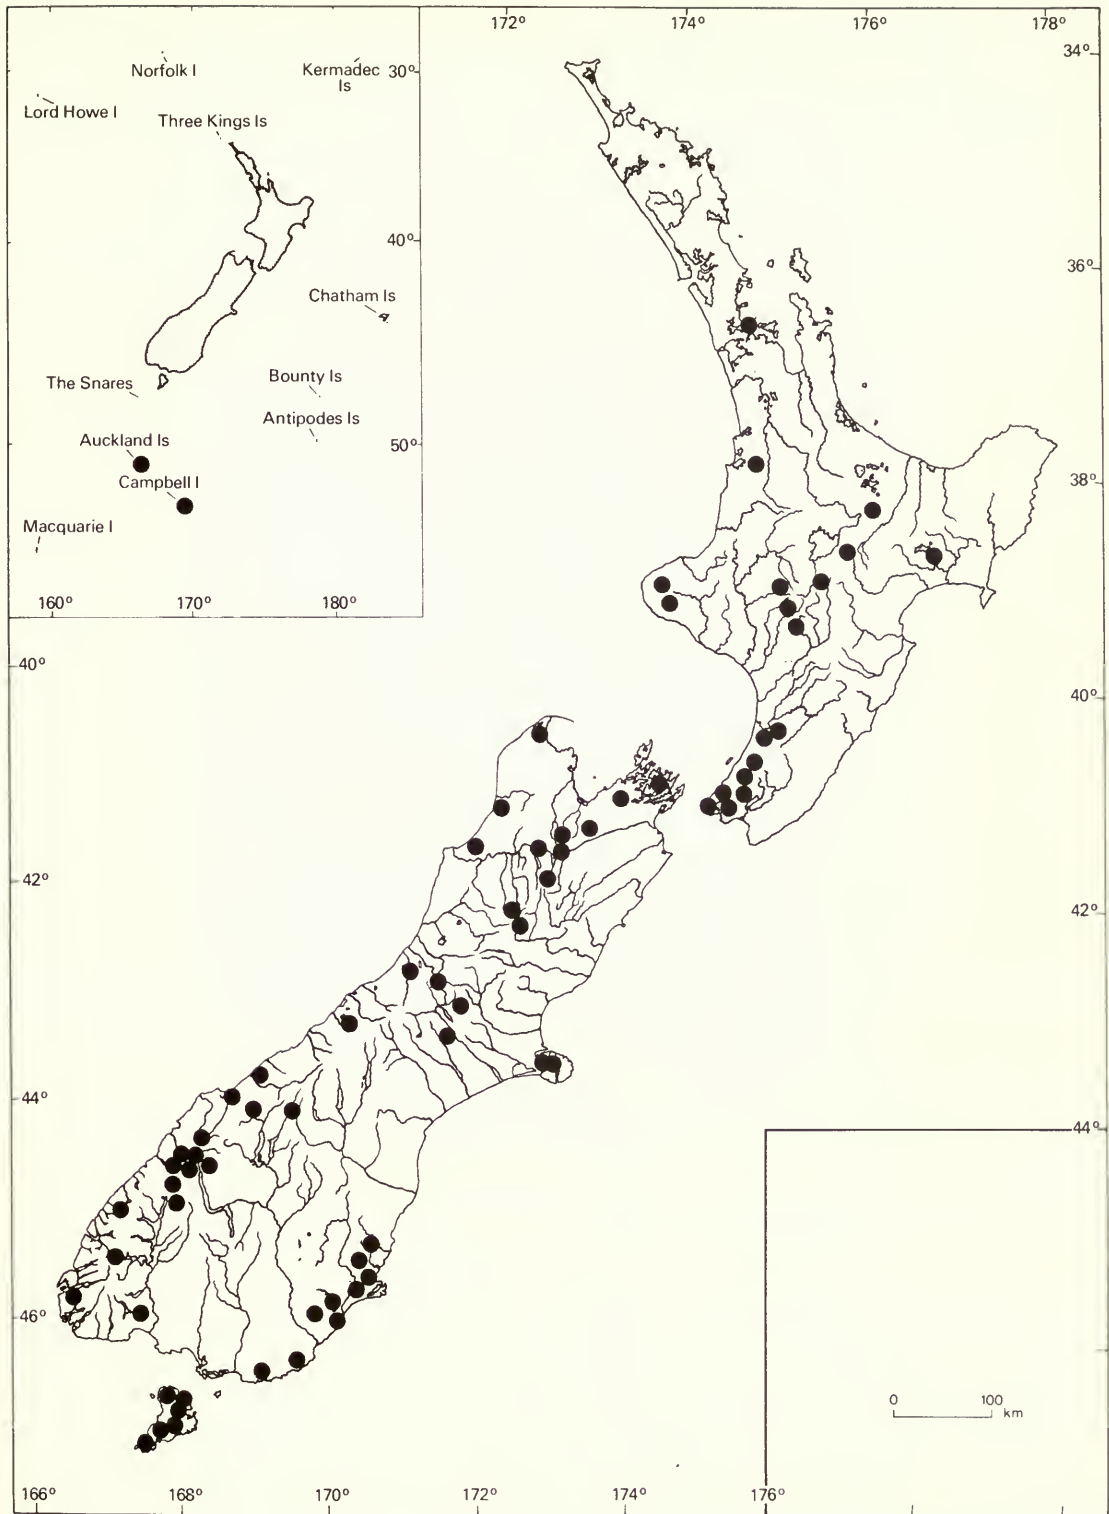 172° 174° 176° 178°
34°
Norfolk I
Kermadec
Is
30°
Lord Howe I
Three Kings Is
40°
Chatham Is
36°
The Snares
Bounty Is
Antipodes Is
Auckland Is
50°
Campbell I
Macquarie I
38°
160° 170° 180°
40°
40°
42°
42°
44°
44°
46°
0 100
km
166° 168° 170° 172° 174° 176°